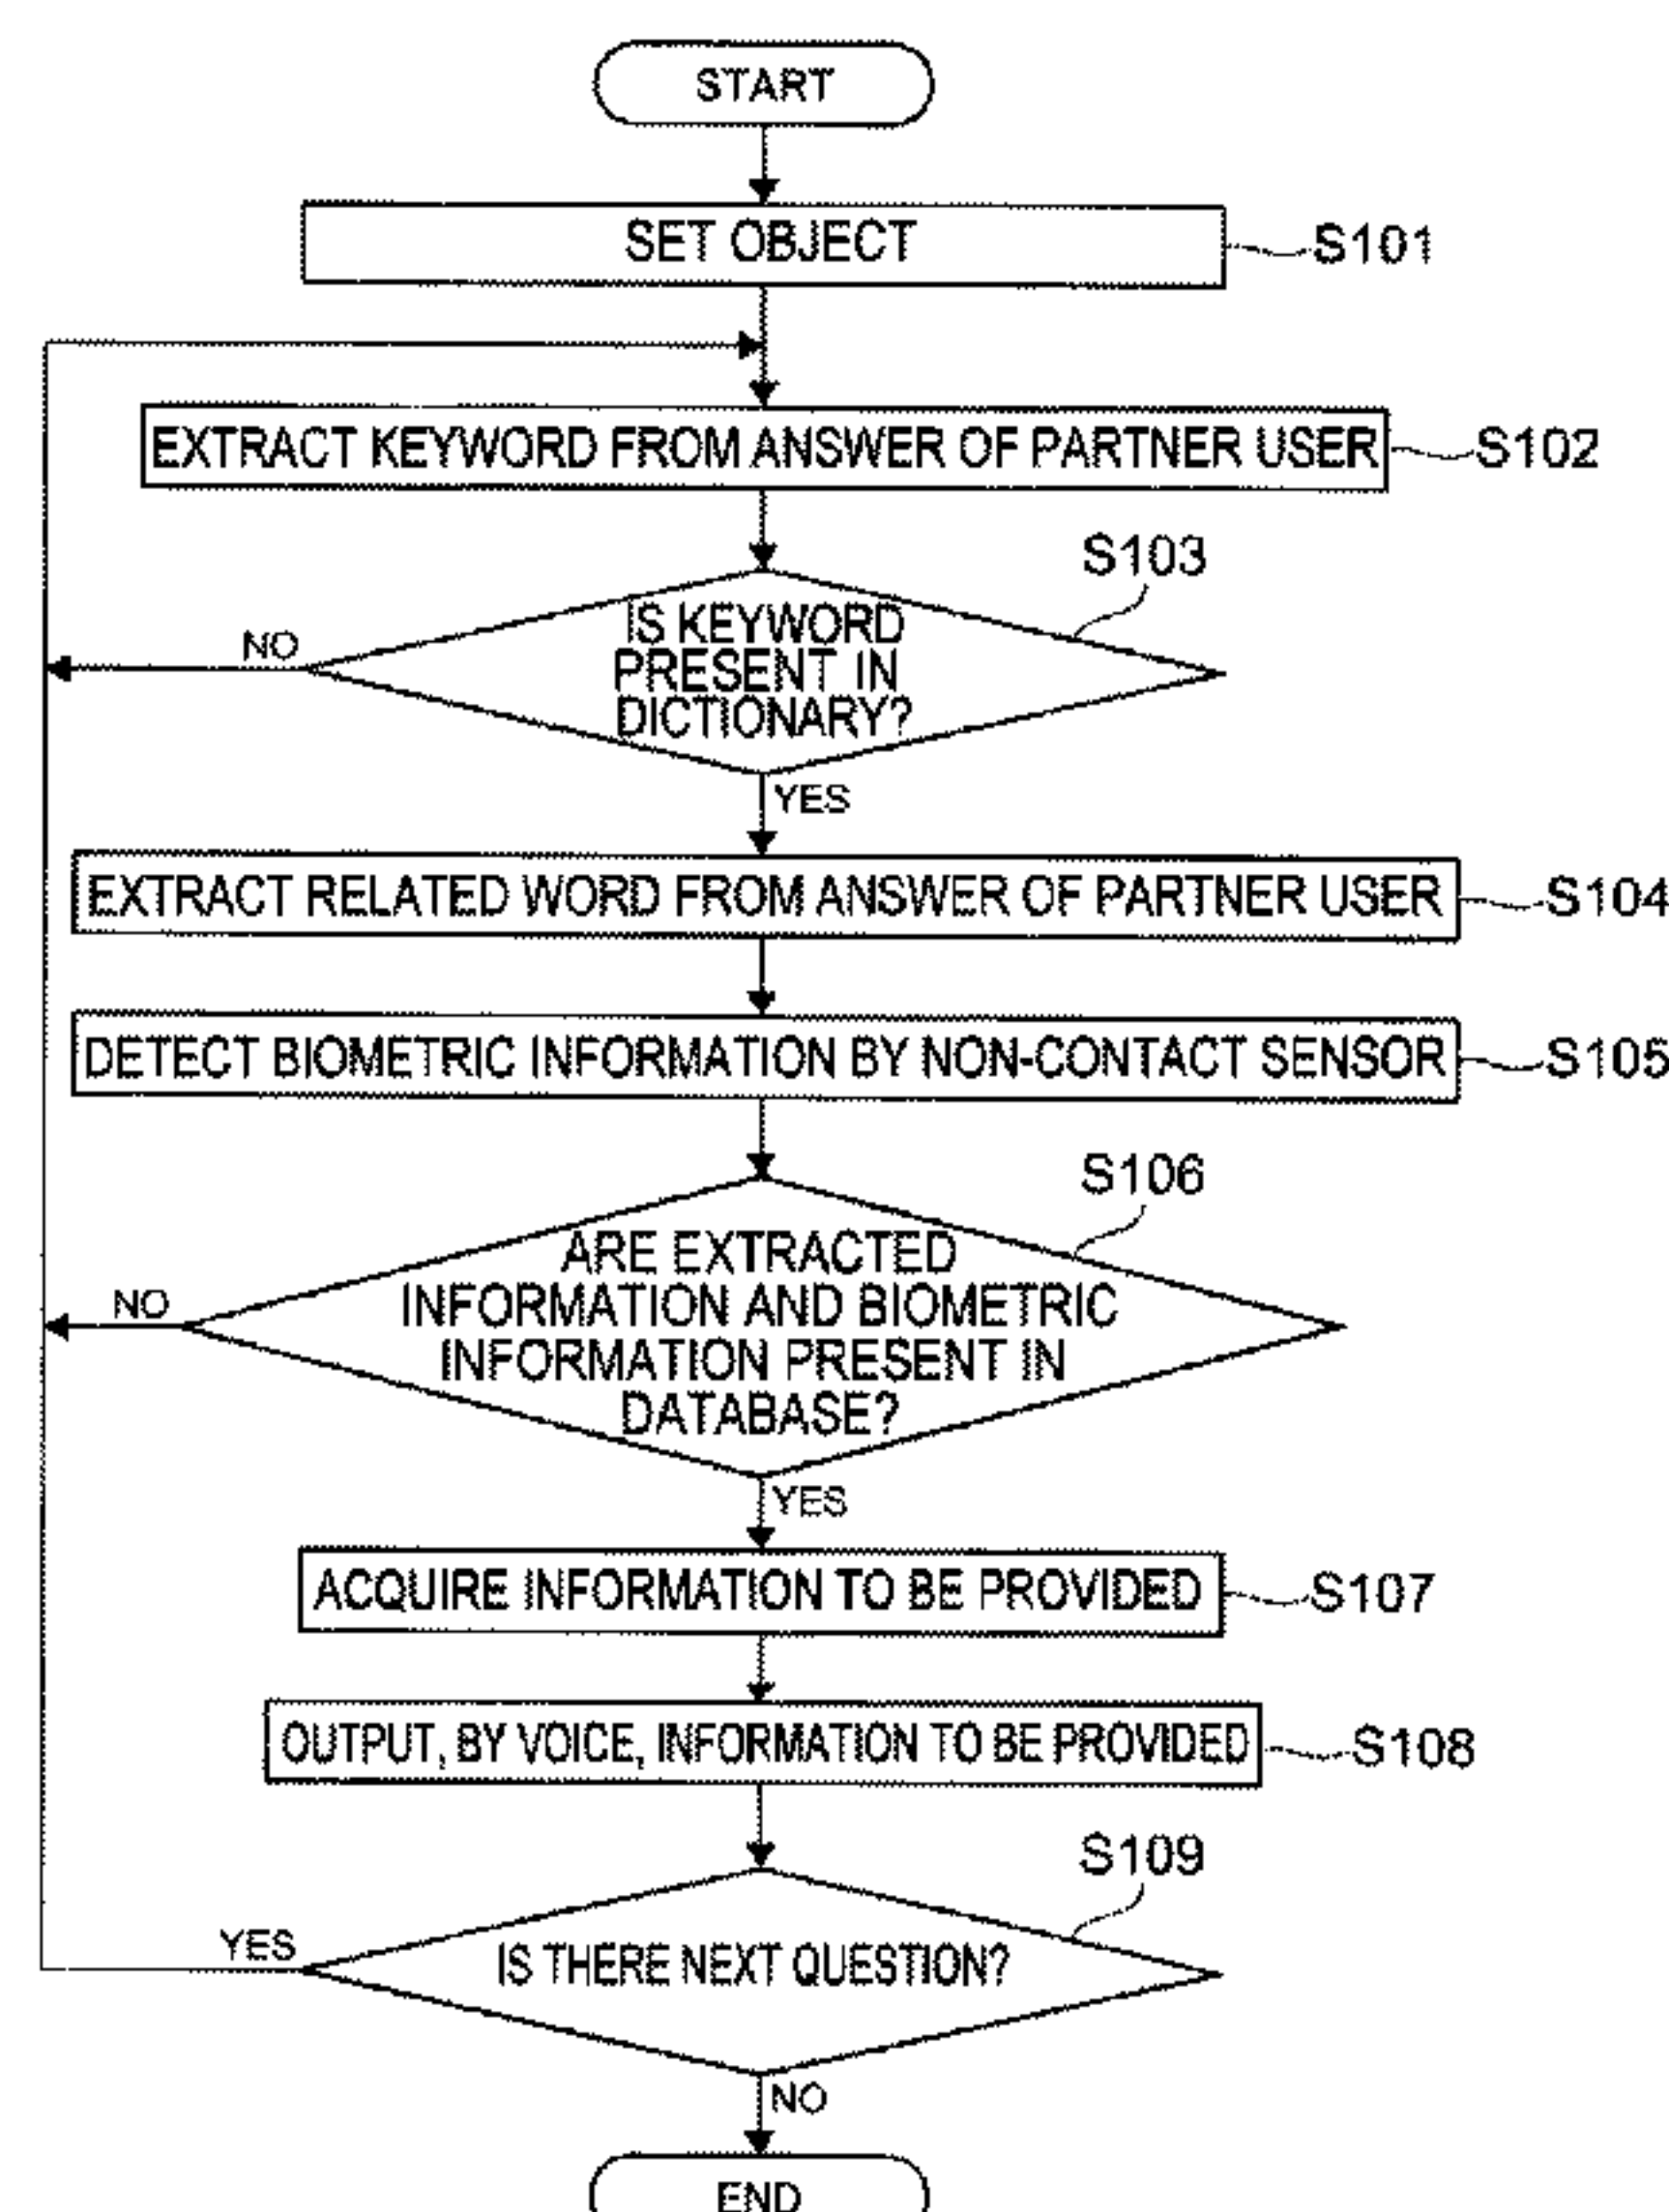 START
SET OBJECT
S101
EXTRACT KEYWORD FROM ANSWER OF PARTNER USER
S102
S103
IS KEYWORD
PRESENT IN
DICTIONARY?
NO
YES
EXTRACT RELATED WORD FROM ANSWER OF PARTNER USER
S104
DETECT BIOMETRIC INFORMATION BY NON-CONTACT SENSOR
S105
S106
ARE EXTRACTED
INFORMATION AND BIOMETRIC
INFORMATION PRESENT IN
DATABASE?
NO
YES
ACQUIRE INFORMATION TO BE PROVIDED
S107
OUTPUT, BY VOICE, INFORMATION TO BE PROVIDED
S108
S109
IS THERE NEXT QUESTION?
YES
NO
END